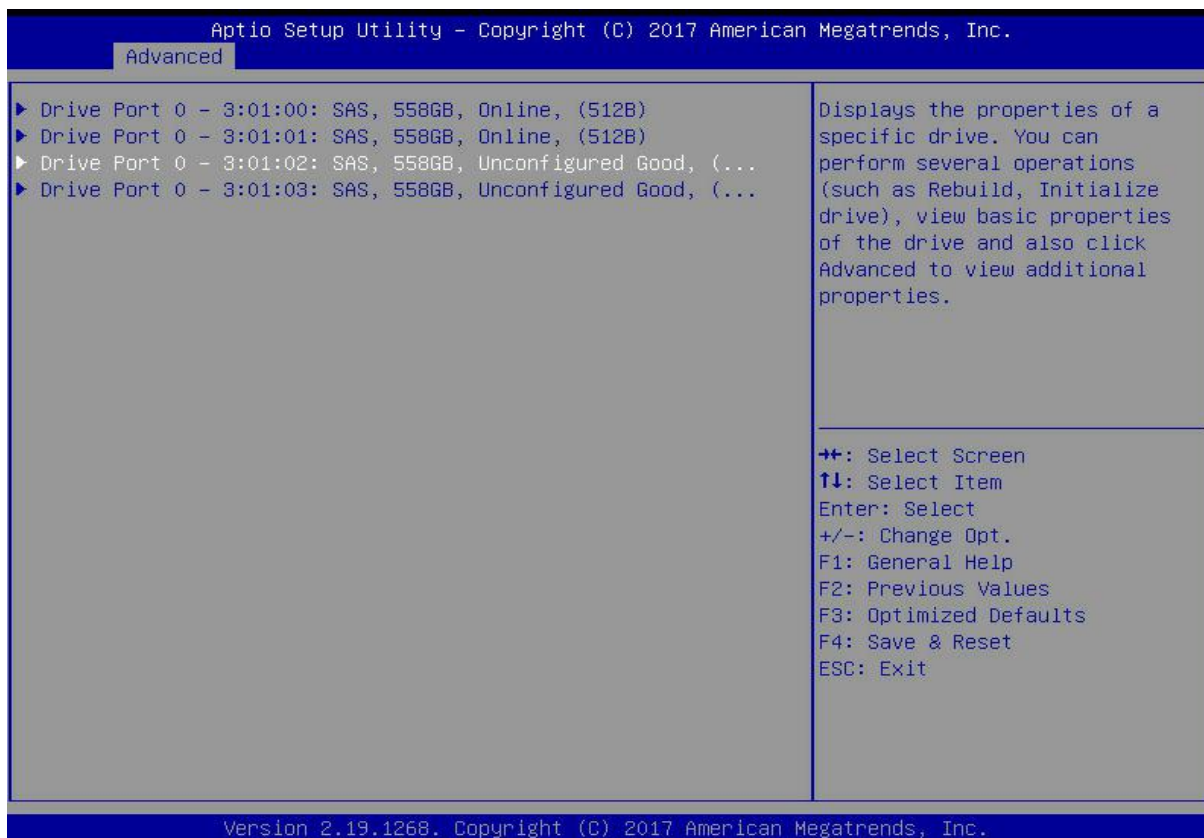 Aptio Setup Utility – Copyright (C) 2017 American Megatrends, Inc.
Advanced
▶ Drive Port 0 – 3:01:00: SAS, 558GB, Online, (512B)
▶ Drive Port 0 – 3:01:01: SAS, 558GB, Online, (512B)
▶ Drive Port 0 – 3:01:02: SAS, 558GB, Unconfigured Good, (...
▶ Drive Port 0 – 3:01:03: SAS, 558GB, Unconfigured Good, (...
Displays the properties of a
specific drive. You can
perform several operations
(such as Rebuild, Initialize
drive), view basic properties
of the drive and also click
Advanced to view additional
properties.
→←: Select Screen
↑↓: Select Item
Enter: Select
+/-: Change Opt.
F1: General Help
F2: Previous Values
F3: Optimized Defaults
F4: Save & Reset
ESC: Exit
Version 2.19.1268. Copyright (C) 2017 American Megatrends, Inc.